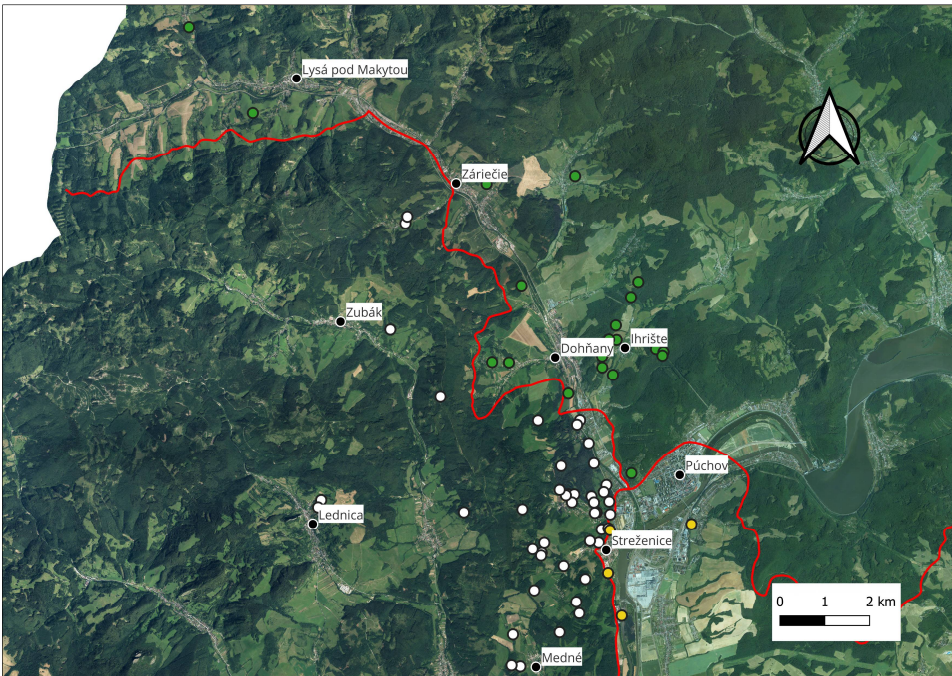 Lysá pod Makytou
Záriečie
Zubák
Ihrište
Dohňany
Púchov
Lednica
Streženice
Medné
0 1 2 km